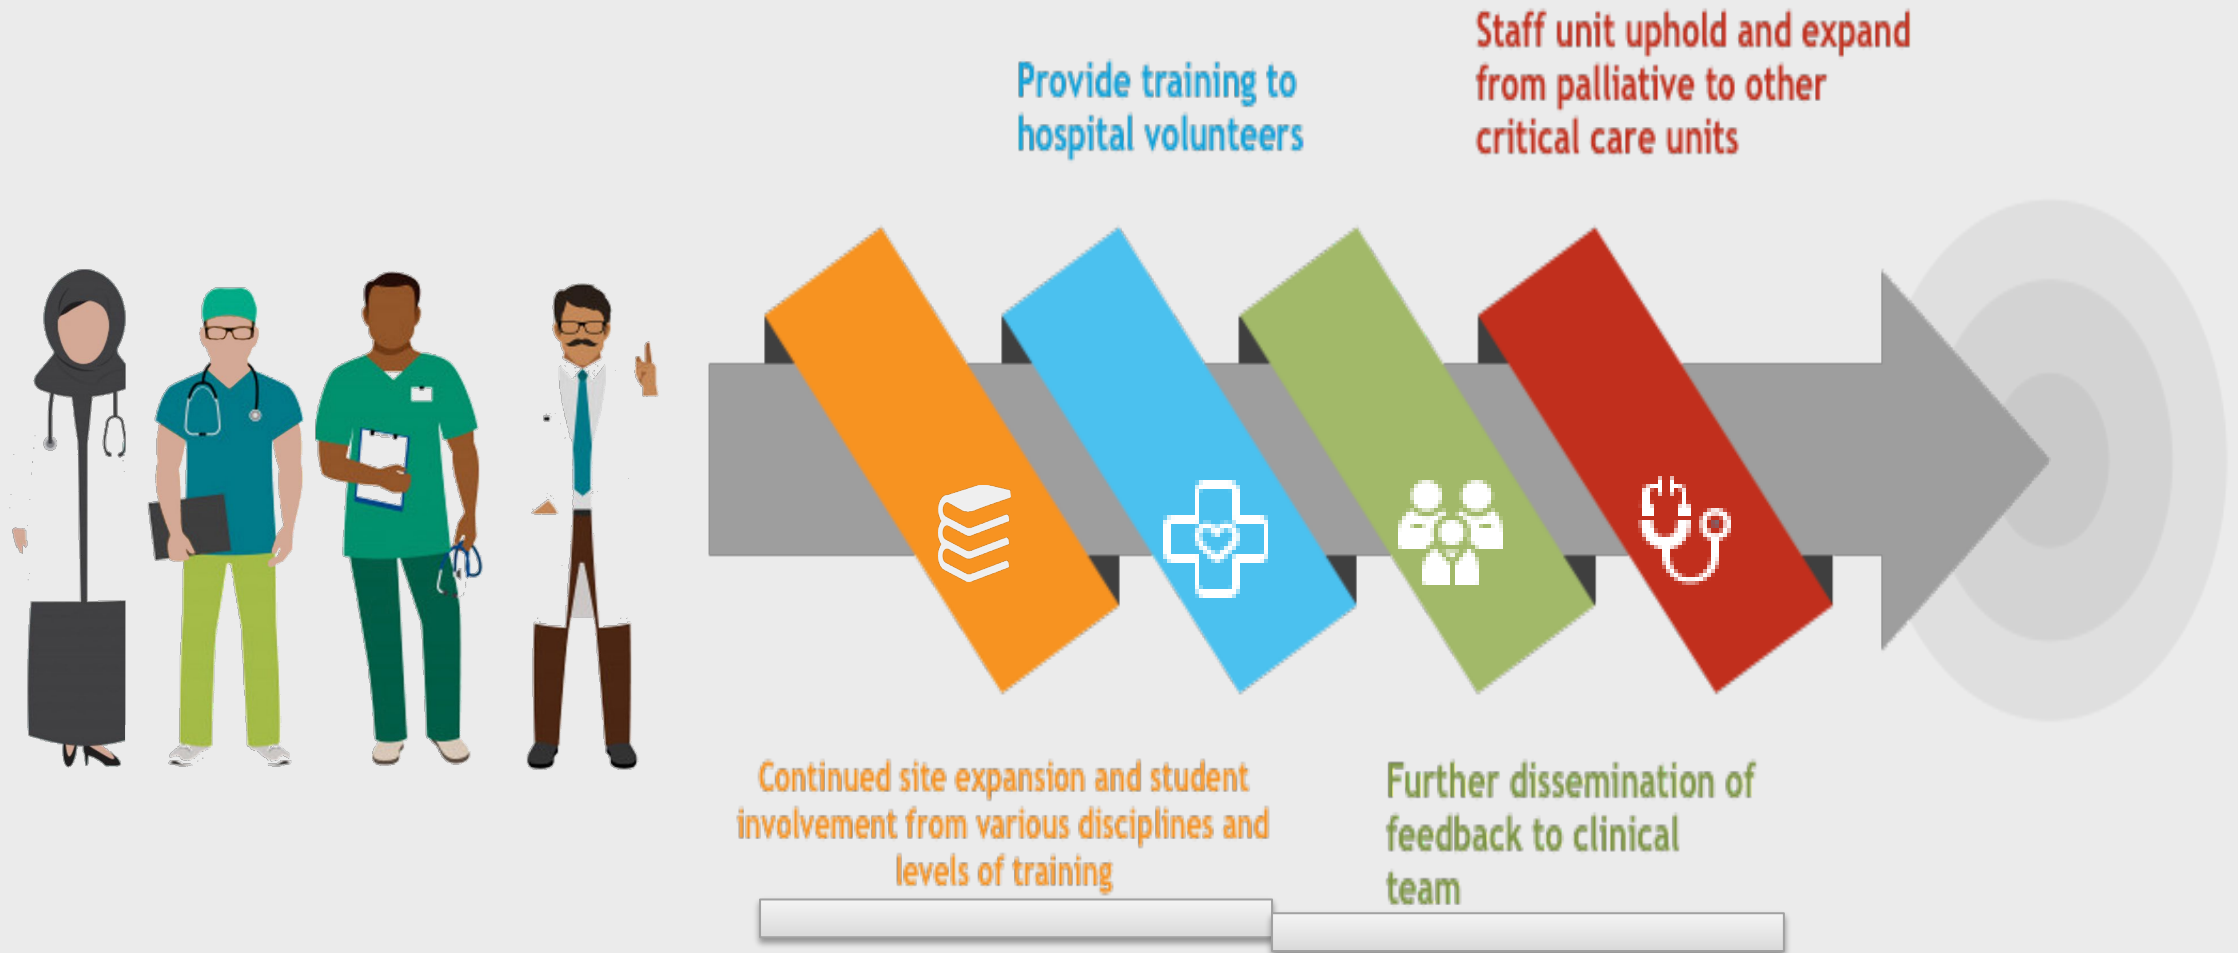 Staff unit uphold and expand
from palliative to other
critical care units
Provide training to
hospital volunteers
Continued site expansion and student
involvement from various disciplines and
levels of training
Further dissemination of
feedback to clinical
team